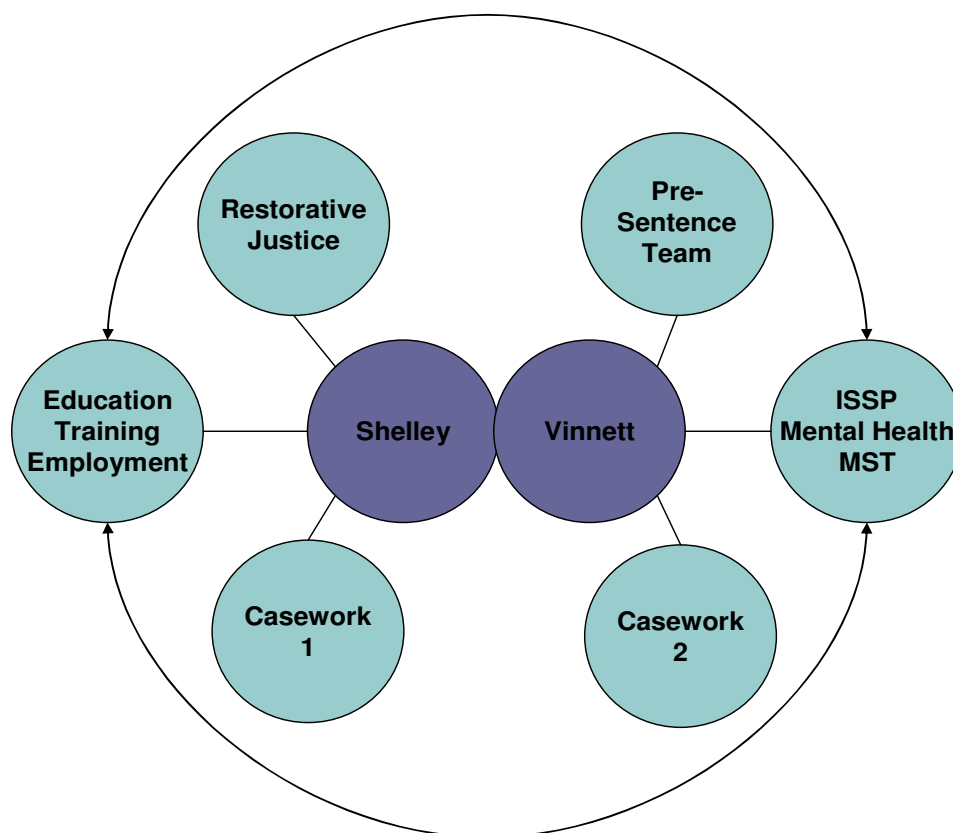 Restorative
Justice
Pre-
Sentence
Team
Education
Training
Employment
Shelley
Vinnett
ISSP
Mental Health
MST
Casework
1
Casework
2